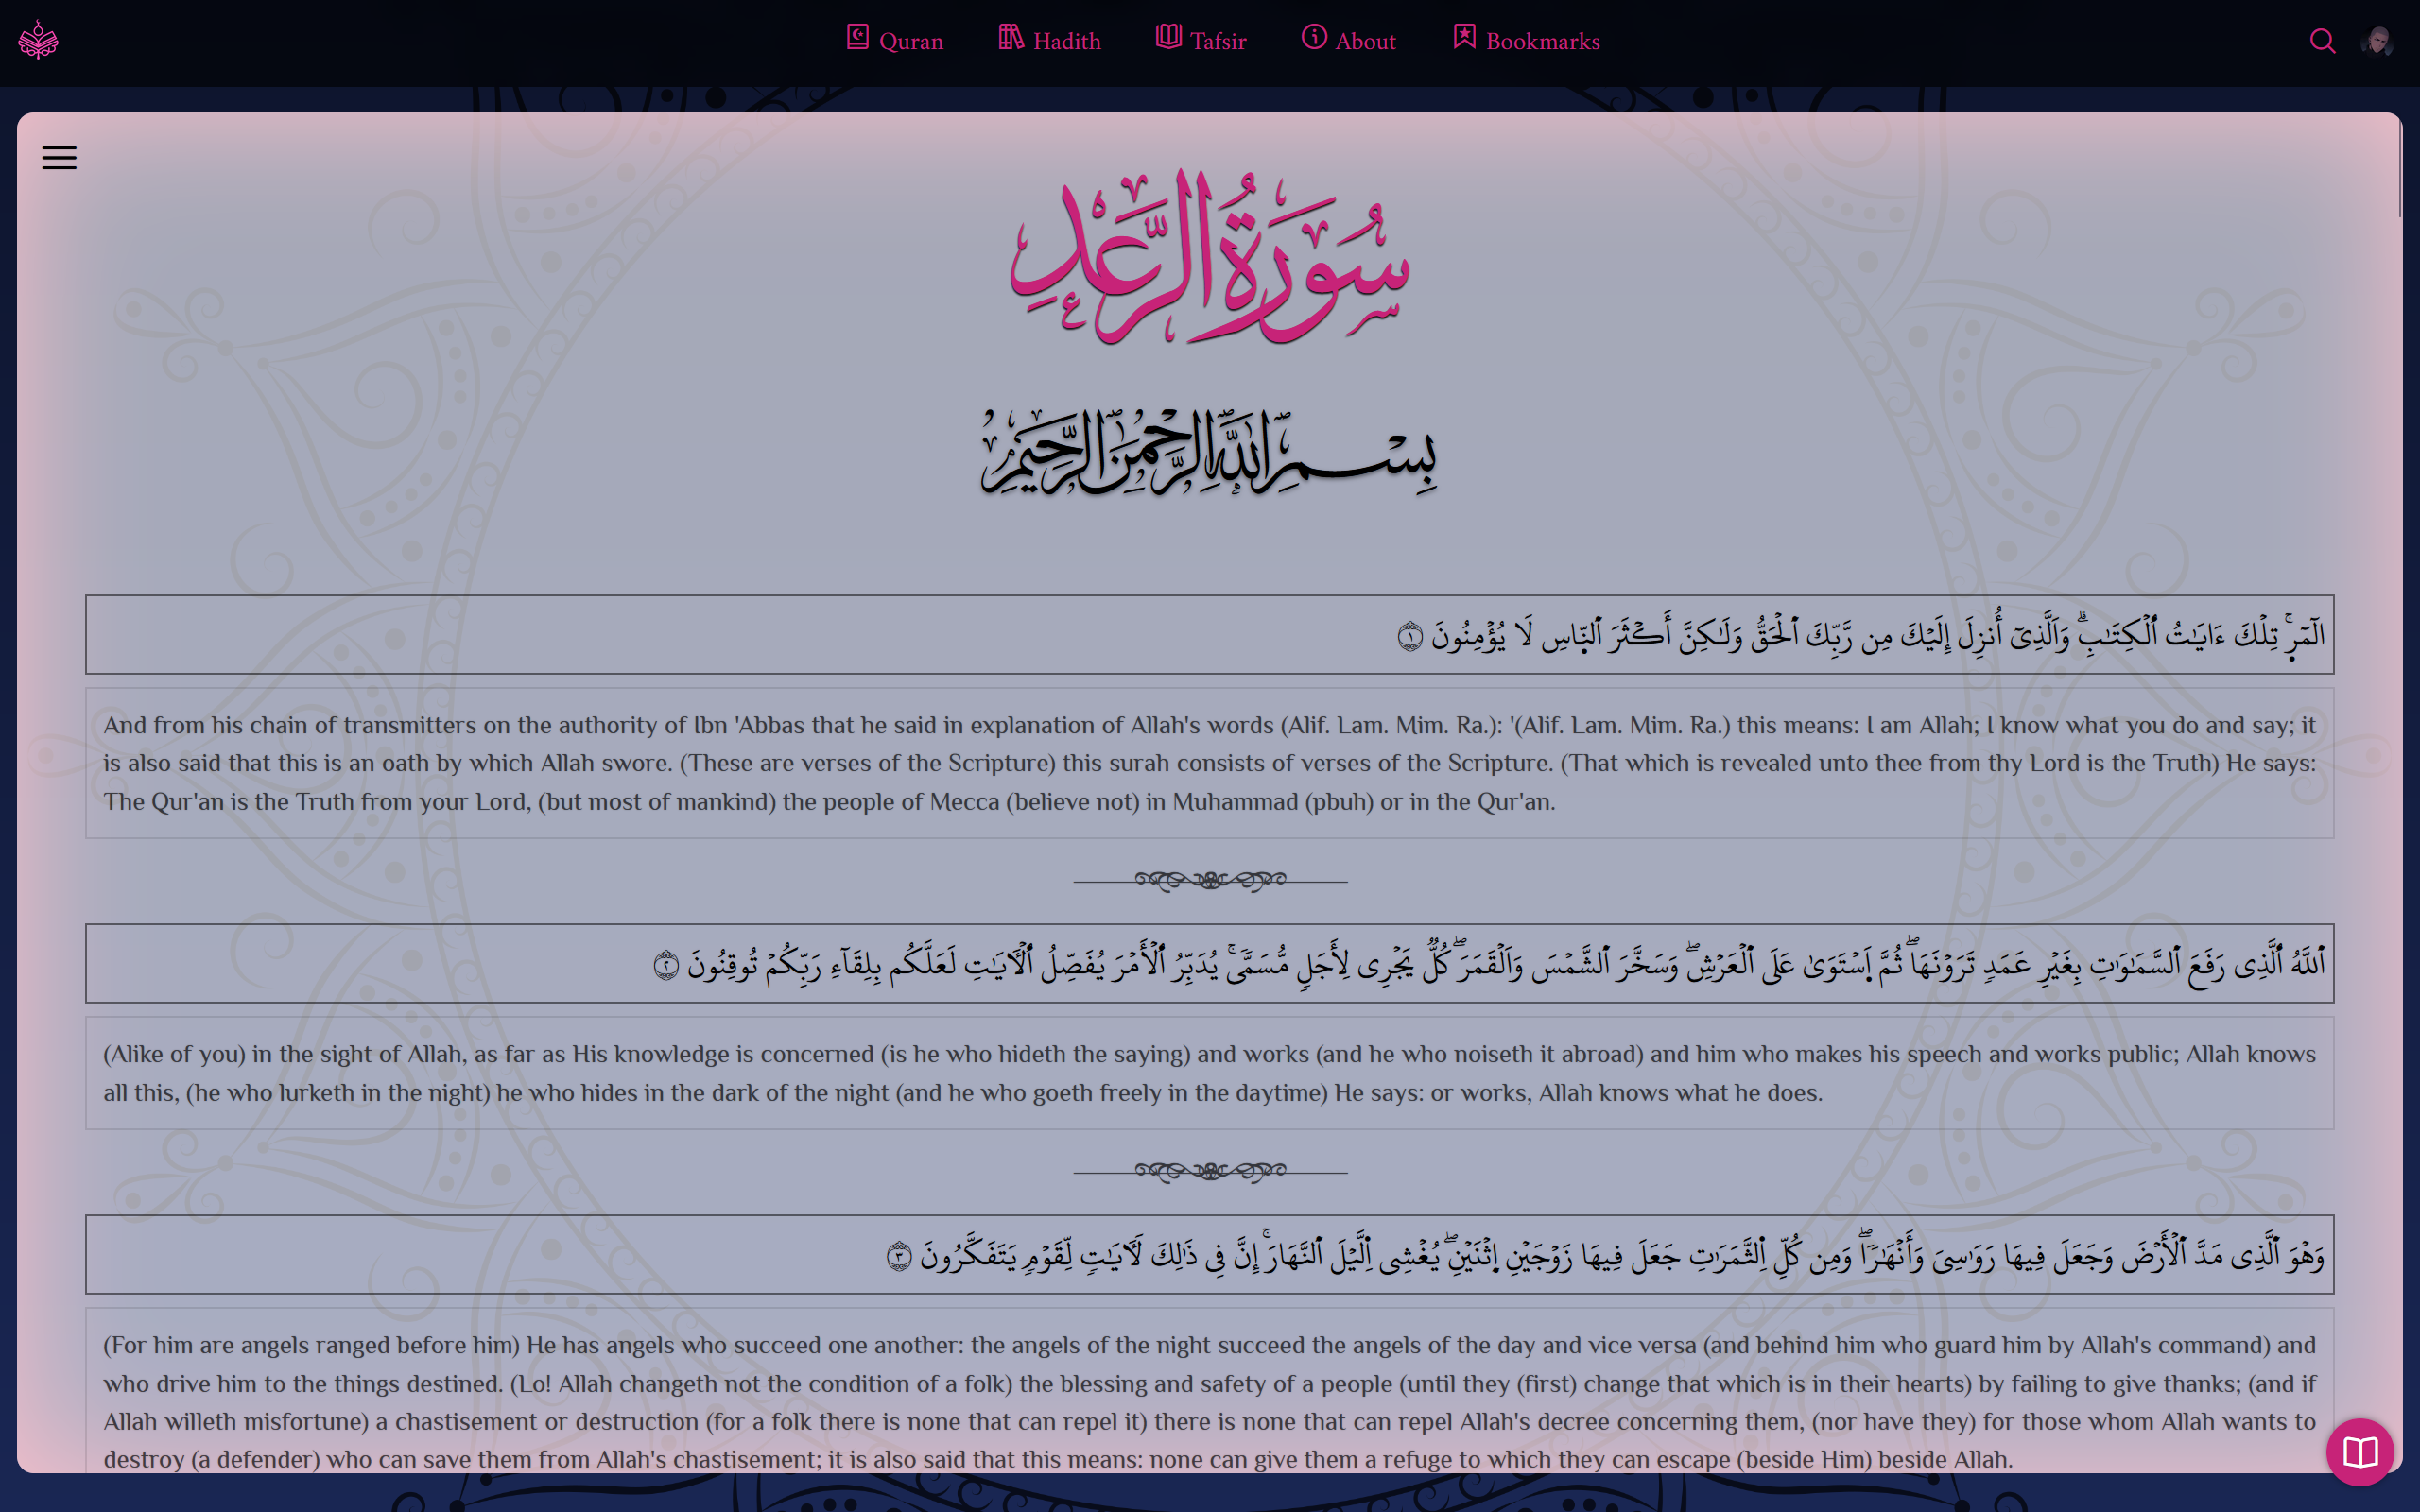 Quran Hadith Tafsir About Bookmarks
سُورَةُ الرَّعْدِ
بِسْمِ اللَّهِ الرَّحْمَٰنِ الرَّحِيمِ
الٓمٓرۚ تِلْكَ ءَايَٰتُ ٱلْكِتَٰبِۗ وَٱلَّذِىٓ أُنزِلَ إِلَيْكَ مِن رَّبِّكَ ٱلْحَقُّ وَلَٰكِنَّ أَكْثَرَ ٱلنَّاسِ لَا يُؤْمِنُونَ ١
And from his chain of transmitters on the authority of Ibn 'Abbas that he said in explanation of Allah's words (Alif. Lam. Mim. Ra.): '(Alif. Lam. Mim. Ra.) this means: I am Allah; I know what you do and say; it
is also said that this is an oath by which Allah swore. (These are verses of the Scripture) this surah consists of verses of the Scripture. (That which is revealed unto thee from thy Lord is the Truth) He says:
The Qur'an is the Truth from your Lord, (but most of mankind) the people of Mecca (believe not) in Muhammad (pbuh) or in the Qur'an.
ٱللَّهُ ٱلَّذِى رَفَعَ ٱلسَّمَٰوَٰتِ بِغَيْرِ عَمَدٍ تَرَوْنَهَاۖ ثُمَّ ٱسْتَوَىٰ عَلَى ٱلْعَرْشِۖ وَسَخَّرَ ٱلشَّمْسَ وَٱلْقَمَرَۖ كُلٌّ يَجْرِى لِأَجَلٍ مُّسَمًّىۚ يُدَبِّرُ ٱلْأَمْرَ يُفَصِّلُ ٱلْأٓيَٰتِ لَعَلَّكُم بِلِقَآءِ رَبِّكُمْ تُوقِنُونَ ٢
(Alike of you) in the sight of Allah, as far as His knowledge is concerned (is he who hideth the saying) and works (and he who noiseth it abroad) and him who makes his speech and works public; Allah knows
all this, (he who lurketh in the night) he who hides in the dark of the night (and he who goeth freely in the daytime) He says: or works, Allah knows what he does.
وَهْوَ ٱلَّذِى مَدَّ ٱلْأَرْضَ وَجَعَلَ فِيهَا رَوَٰسِىَ وَأَنْهَٰرًاۖ وَمِن كُلِّ ٱلثَّمَرَٰتِ جَعَلَ فِيهَا زَوْجَيْنِ ٱثْنَيْنِۖ يُغْشِى ٱلَّيْلَ ٱلنَّهَارَۚ إِنَّ فِى ذَٰلِكَ لَأٓيَٰتٍ لِّقَوْمٍ يَتَفَكَّرُونَ ٣
(For him are angels ranged before him) He has angels who succeed one another: the angels of the night succeed the angels of the day and vice versa (and behind him who guard him by Allah's command) and
who drive him to the things destined. (Lo! Allah changeth not the condition of a folk) the blessing and safety of a people (until they (first) change that which is in their hearts) by failing to give thanks; (and if
Allah willeth misfortune) a chastisement or destruction (for a folk there is none that can repel it) there is none that can repel Allah's decree concerning them, (nor have they) for those whom Allah wants to
destroy (a defender) who can save them from Allah's chastisement; it is also said that this means: none can give them a refuge to which they can escape (beside Him) beside Allah.